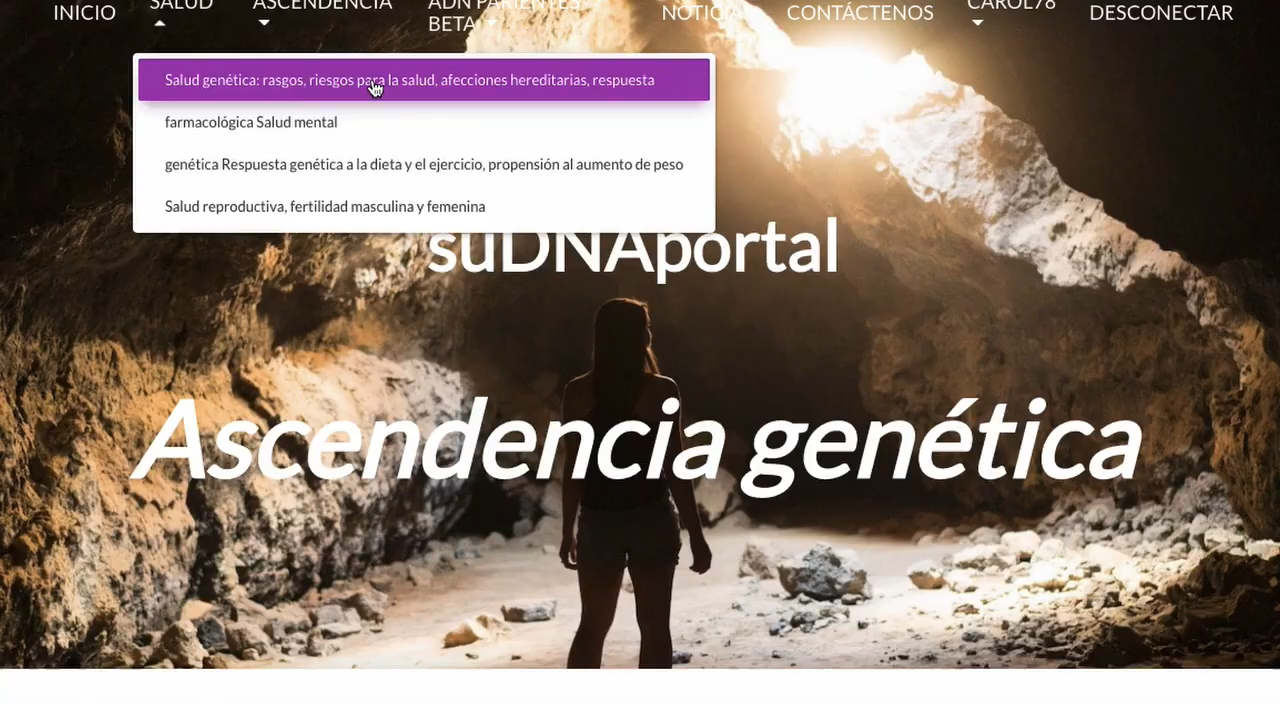 INICIO
SALUD
ASCENDENCIA
ADN PARIENTES
BETA
NOTICIAS
CONTÁCTENOS
CAROL78
DESCONECTAR
Salud genética: rasgos, riesgos para la salud, afecciones hereditarias, respuesta
farmacológica Salud mental
genética Respuesta genética a la dieta y el ejercicio, propensión al aumento de peso
Salud reproductiva, fertilidad masculina y femenina
suDNAportal
Ascendencia genética